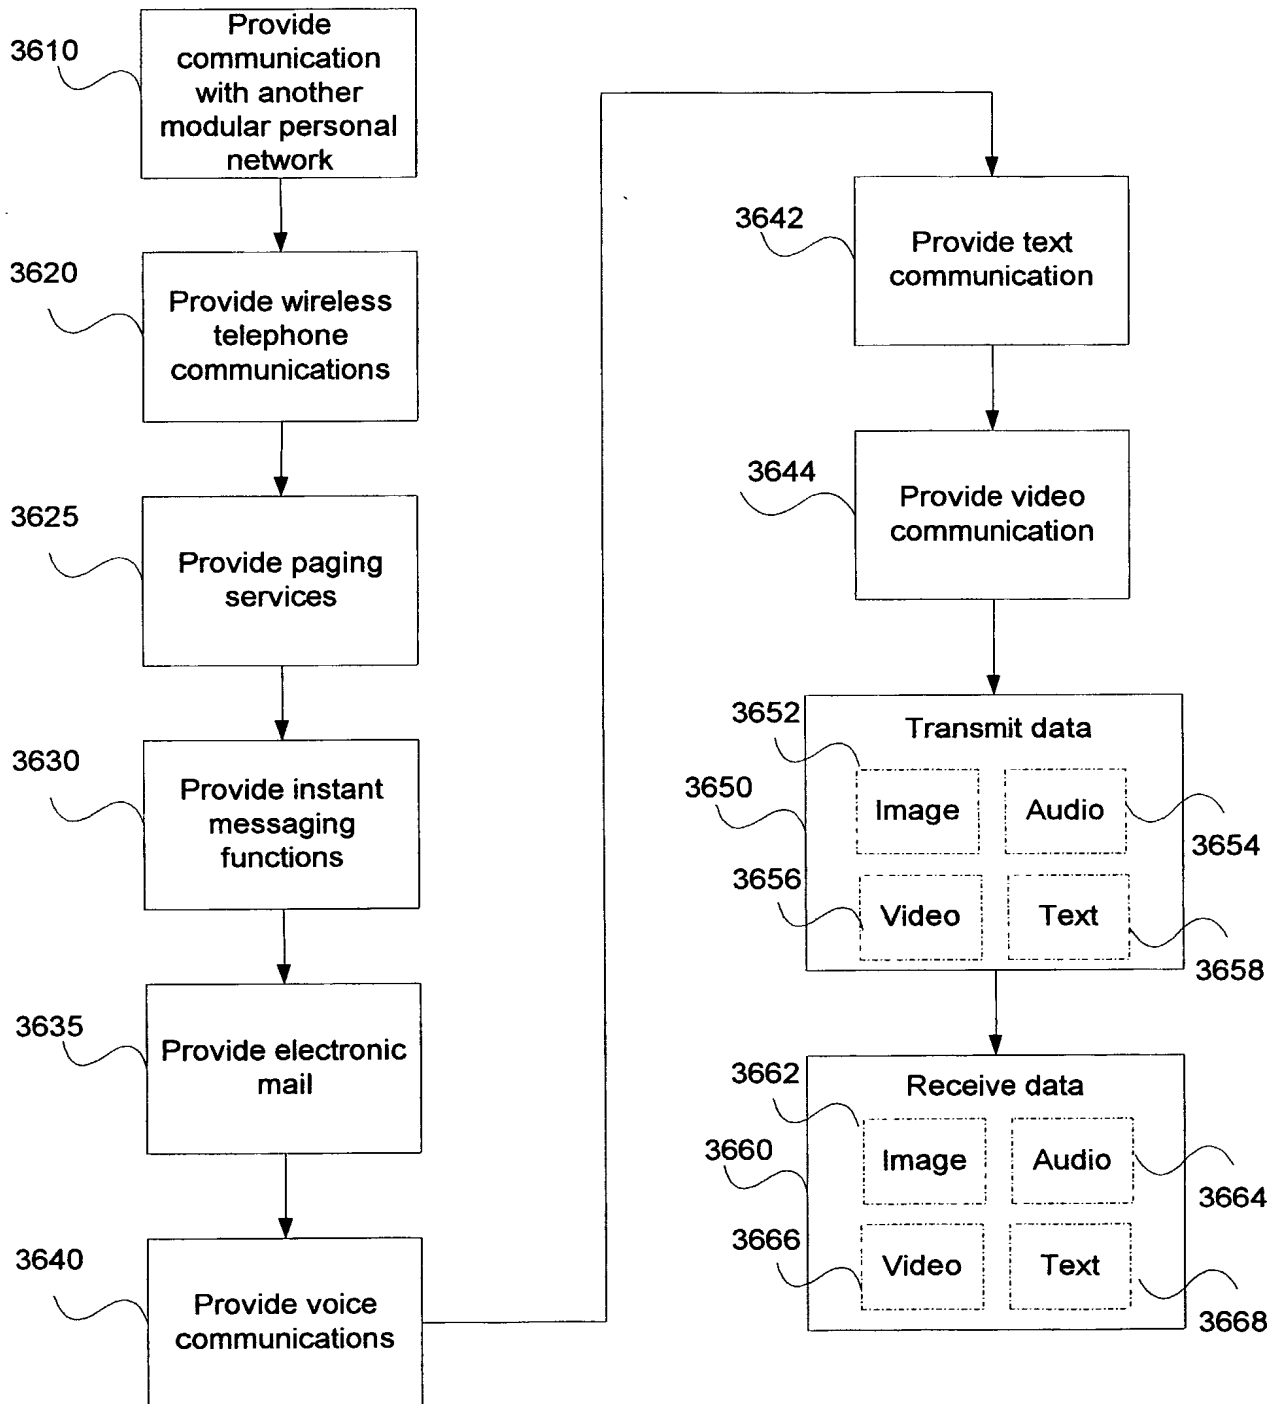 3610
Provide
communication
with another
modular personal
network
3620
Provide wireless
telephone
communications
3625
Provide paging
services
3630
Provide instant
messaging
functions
3635
Provide electronic
mail
3640
Provide voice
communications
3642
Provide text
communication
3644
Provide video
communication
3650
Transmit data
3652
Image
Audio
3654
3656
Video
Text
3658
3660
Receive data
3662
Image
Audio
3664
3666
Video
Text
3668